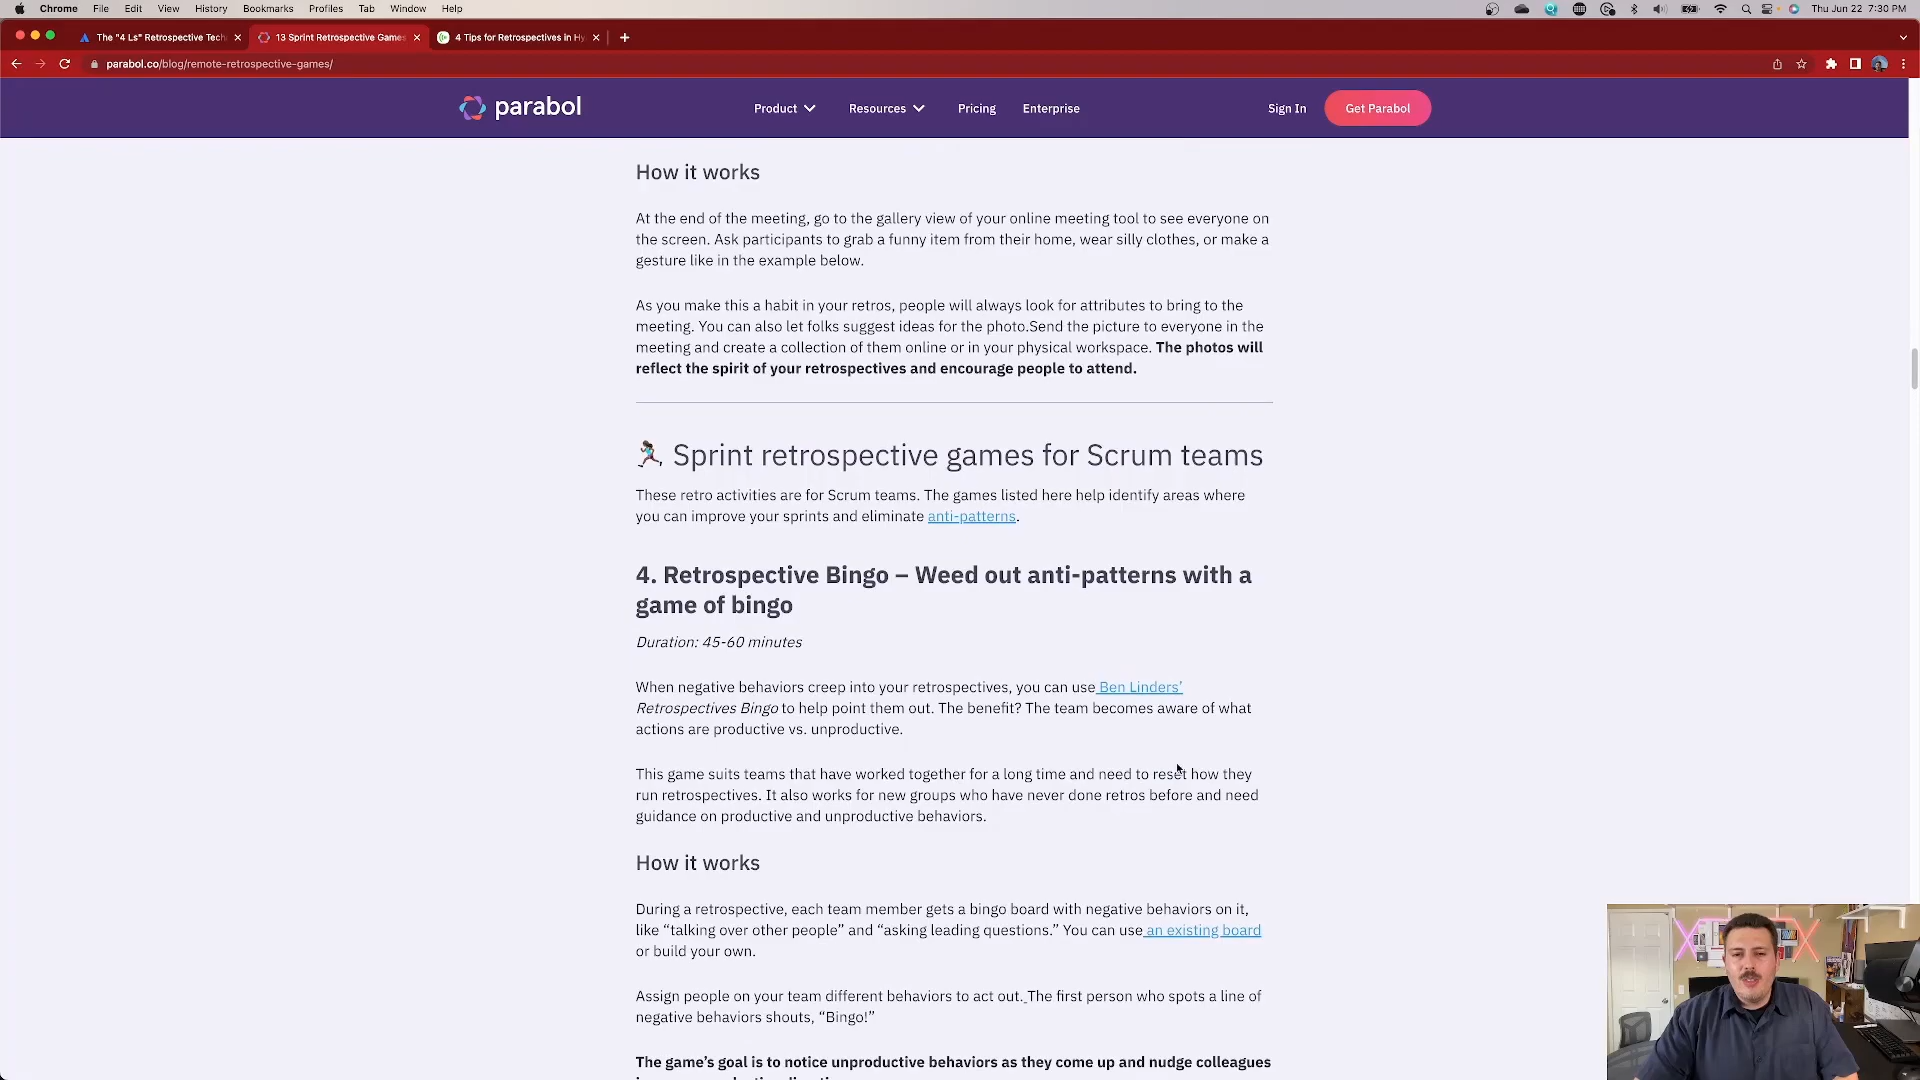 Chrome File Edit View History Bookmarks Profiles Tab Window Help Thu Jun 22 7:30 PM
The "4 Ls" Retrospective Tech 13 Sprint Retrospective Games 4 Tips for Retrospectives in Hy
parabol.co/blog/remote-retrospective-games/
parabol Product Resources Pricing Enterprise Sign In Get Parabol
How it works
At the end of the meeting, go to the gallery view of your online meeting tool to see everyone on
the screen. Ask participants to grab a funny item from their home, wear silly clothes, or make a
gesture like in the example below.
As you make this a habit in your retros, people will always look for attributes to bring to the
meeting. You can also let folks suggest ideas for the photo.Send the picture to everyone in the
meeting and create a collection of them online or in your physical workspace. The photos will
reflect the spirit of your retrospectives and encourage people to attend.
Sprint retrospective games for Scrum teams
These retro activities are for Scrum teams. The games listed here help identify areas where
you can improve your sprints and eliminate anti-patterns.
4. Retrospective Bingo – Weed out anti-patterns with a
game of bingo
Duration: 45-60 minutes
When negative behaviors creep into your retrospectives, you can use Ben Linders’
Retrospectives Bingo to help point them out. The benefit? The team becomes aware of what
actions are productive vs. unproductive.
This game suits teams that have worked together for a long time and need to reset how they
run retrospectives. It also works for new groups who have never done retros before and need
guidance on productive and unproductive behaviors.
How it works
During a retrospective, each team member gets a bingo board with negative behaviors on it,
like “talking over other people” and “asking leading questions.” You can use an existing board
or build your own.
Assign people on your team different behaviors to act out. The first person who spots a line of
negative behaviors shouts, “Bingo!”
The game’s goal is to notice unproductive behaviors as they come up and nudge colleagues